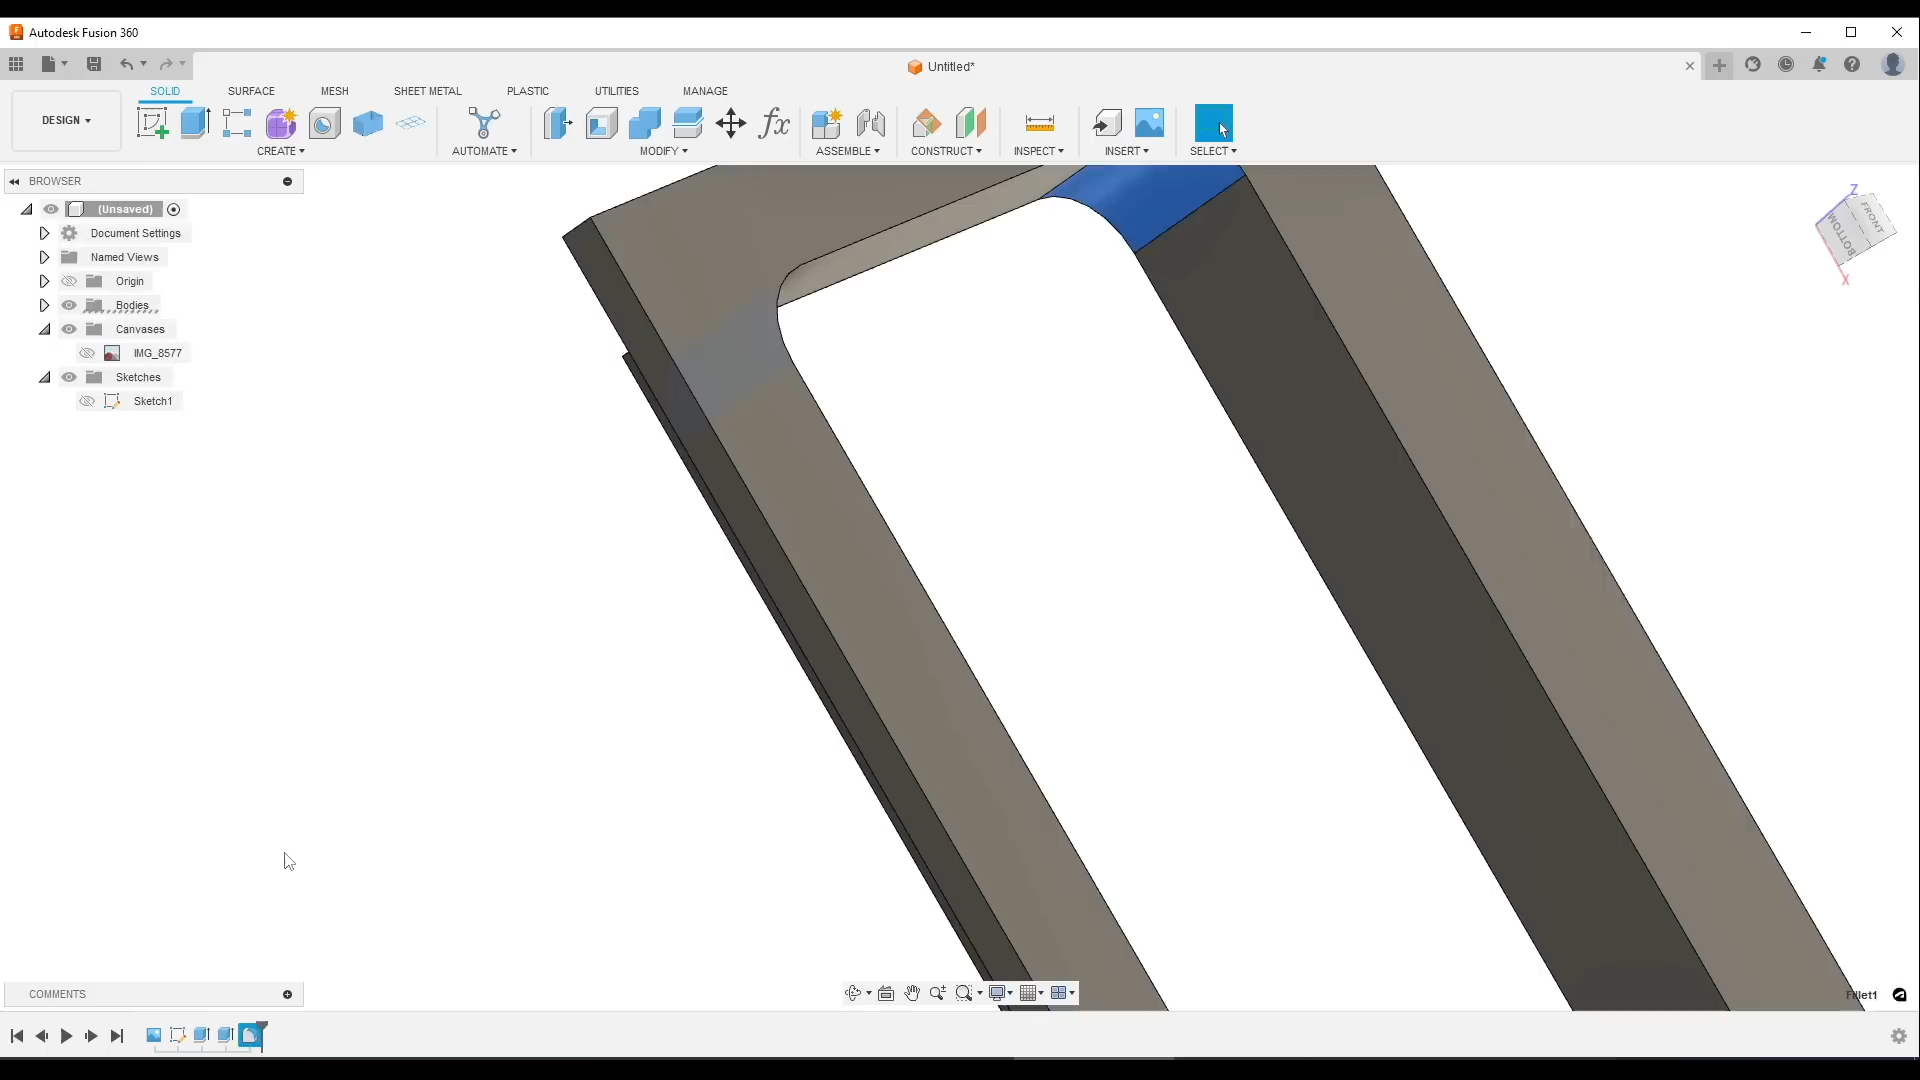 Autodesk Fusion 360
Untitled*
SOLID
SURFACE
MESH
SHEET METAL
PLASTIC
UTILITIES
MANAGE
DESIGN
CREATE
AUTOMATE
MODIFY
ASSEMBLE
CONSTRUCT
INSPECT
INSERT
SELECT
BROWSER
(Unsaved)
Document Settings
Named Views
Origin
Bodies
Canvases
IMG_8577
Sketches
Sketch1
Z
FRONT
BOTTOM
X
COMMENTS
Fillet1